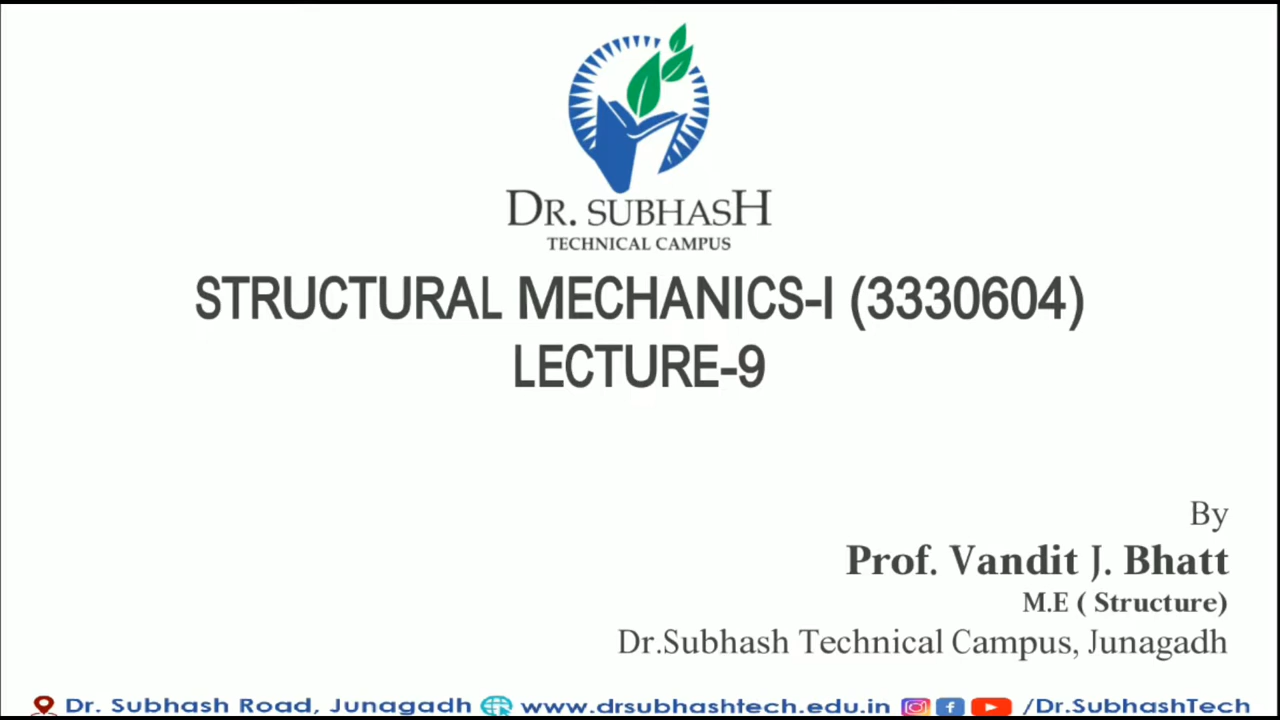 DR. SUBHASH
TECHNICAL CAMPUS
STRUCTURAL MECHANICS-I (3330604)
LECTURE-9
By
Prof. Vandit J. Bhatt
M.E ( Structure)
Dr.Subhash Technical Campus, Junagadh
Dr. Subhash Road, Junagadh www.drsubhashtech.edu.in /Dr.SubhashTech